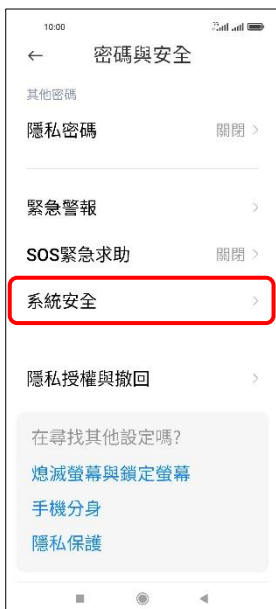 10:00
密碼與安全
其他密碼
隱私密碼 關閉
緊急警報
SOS緊急求助 關閉
系統安全
隱私授權與撤回
在尋找其他設定嗎?
熄滅螢幕與鎖定螢幕
手機分身
隱私保護